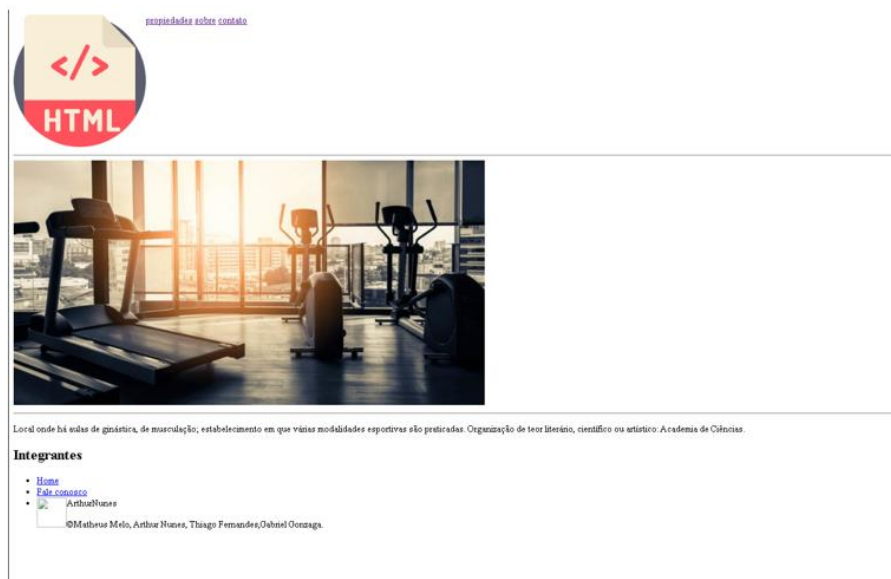 propiedades sobre contato
</>
HTML
Local onde há aulas de ginástica, de musculação; estabelecimento em que várias modalidades esportivas são praticadas. Organização de teor literário, científico ou artístico: Academia de Ciências.
Integrantes
Home
Fale conosco
ArthurNunes
©Matheus Melo, Arthur Nunes, Thiago Fernandes,Gabriel Gonzaga.